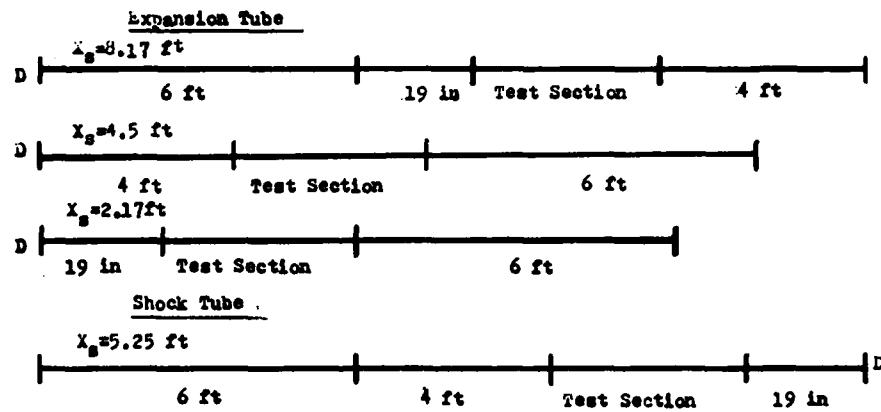 Expansion Tube
Xs=8.17 ft
D
6 ft 19 in Test Section 4 ft
Xs=4.5 ft
D
4 ft Test Section 6 ft
Xs=2.17ft
D
19 in Test Section 6 ft
Shock Tube
Xs=5.25 ft
D
6 ft 4 ft Test Section 19 in